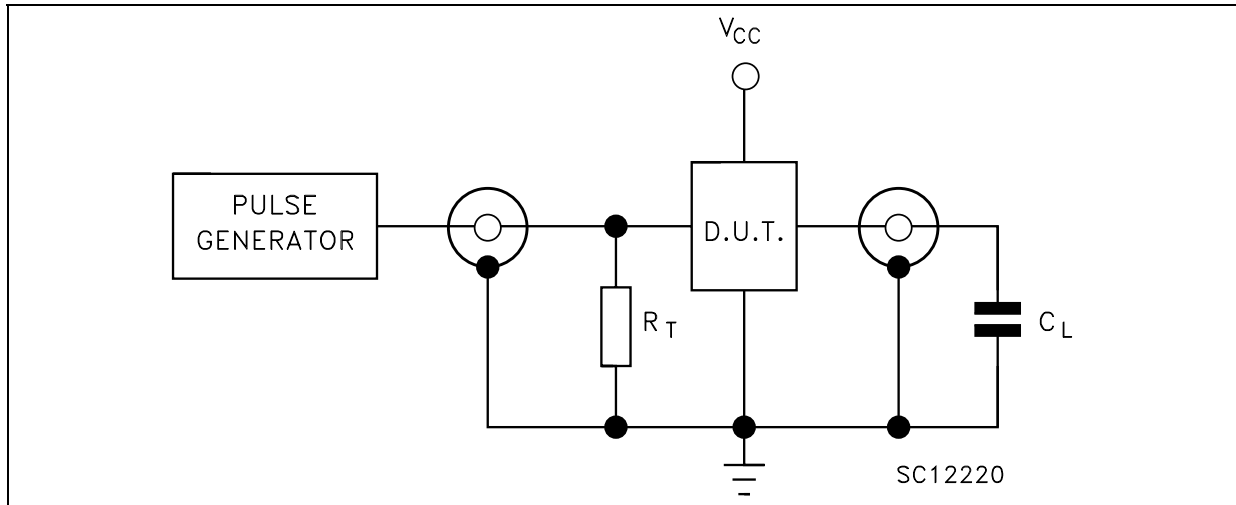 VCC
PULSE
GENERATOR
D.U.T.
RT
CL
SC12220